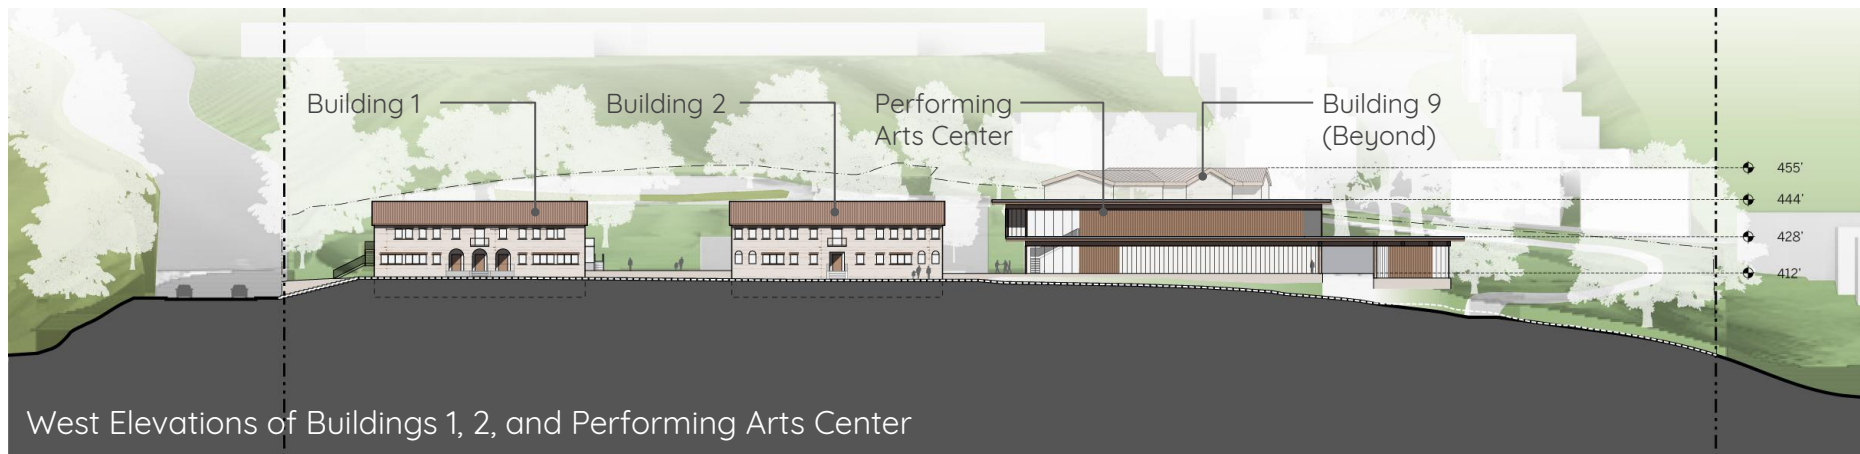 Building 1
Building 2
Performing
Arts Center
Building 9
(Beyond)
455'
444'
428'
412'
West Elevations of Buildings 1, 2, and Performing Arts Center